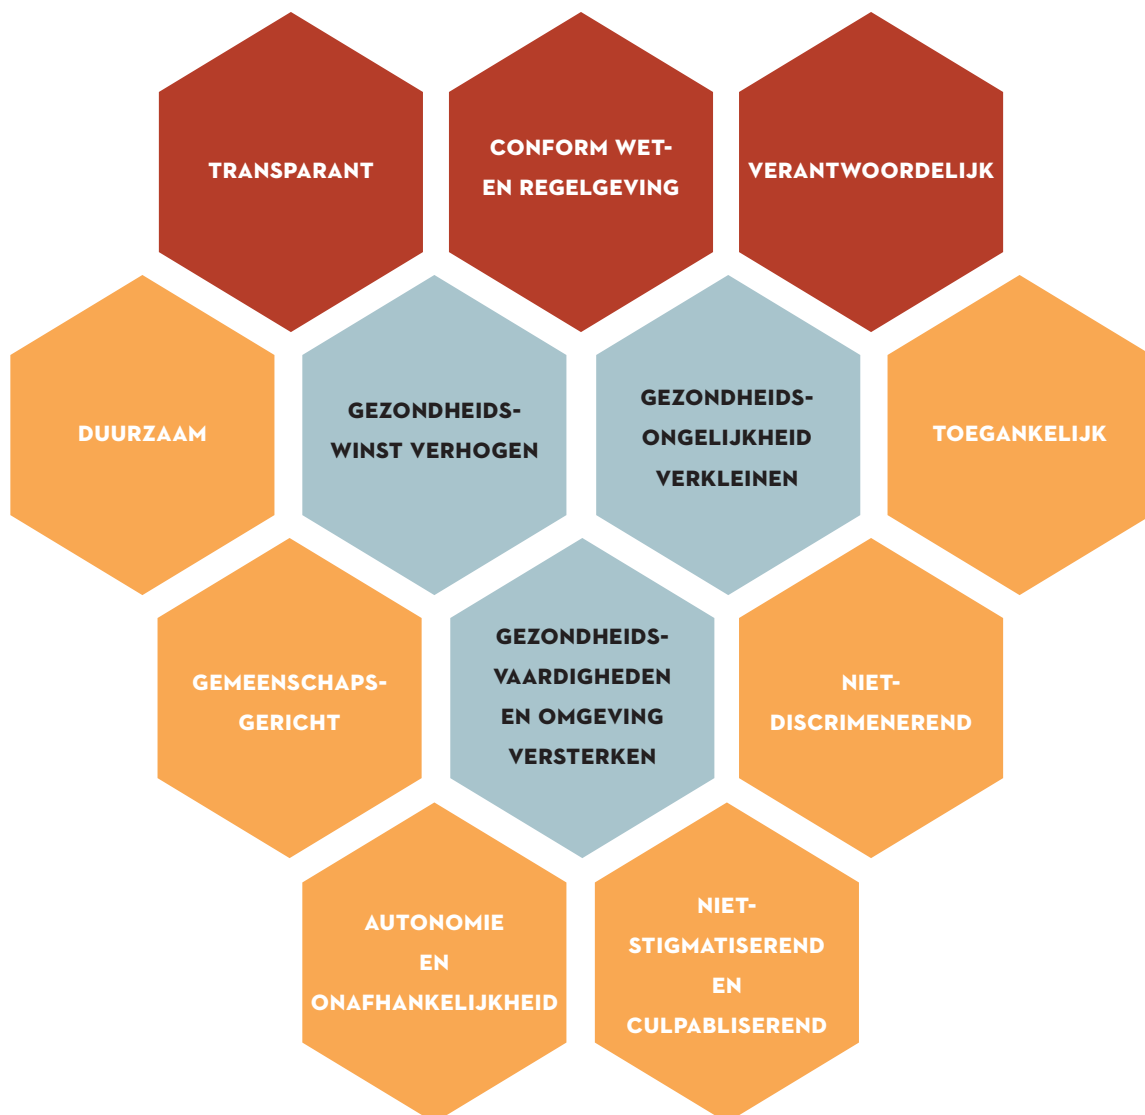 TRANSPARANT
CONFORM WET-
EN REGELGEVING
VERANTWOORDELIJK
DUURZAAM
GEZONDHEIDS-
WINST VERHOGEN
GEZONDHEIDS-
ONGELIJKHEID
VERKLEINEN
TOEGANKELIJK
GEMEENSCHAPS-
GERICHT
GEZONDHEIDS-
VAARDIGHEDEN
EN OMGEVING
VERSTERKEN
NIET-
DISCRIMENEREND
AUTONOMIE
EN
ONAFHANKELIJKHEID
NIET-
STIGMATISEREND
EN
CULPABLISEREND